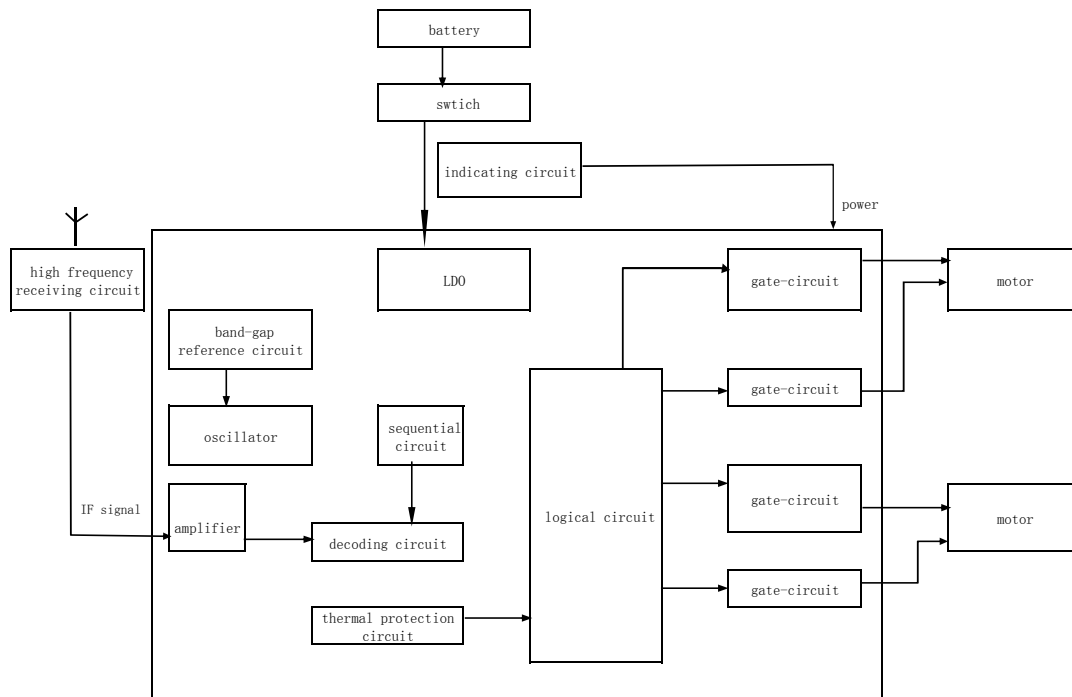 battery
swtich
indicating circuit
power
high frequency
receiving circuit
LDO
gate-circuit
motor
band-gap
reference circuit
gate-circuit
oscillator
sequential
circuit
IF signal
amplifier
decoding circuit
logical circuit
gate-circuit
motor
gate-circuit
thermal protection
circuit